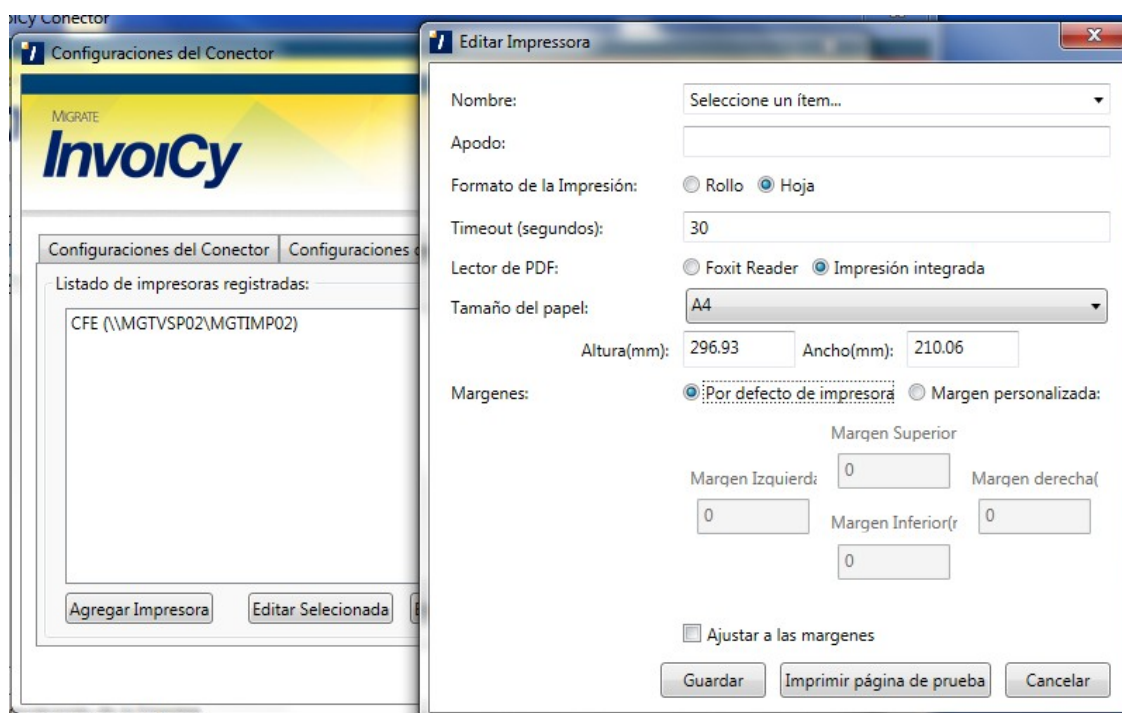 Cy Conector
Configuraciones del Conector
MIGRATE
InvoiCy
Configuraciones del Conector
Configuraciones
Listado de impresoras registradas:
CFE (\\MGTVSP02\MGTIMP02)
Agregar Impresora
Editar Selecionada
Editar Impressora
Nombre:
Seleccione un ítem...
Apodo:
Formato de la Impresión:
Rollo
Hoja
Timeout (segundos):
30
Lector de PDF:
Foxit Reader
Impresión integrada
Tamaño del papel:
A4
Altura(mm):
296.93
Ancho(mm):
210.06
Margenes:
Por defecto de impresora
Margen personalizada:
Margen Superior
0
Margen Izquierda
0
Margen derecha(
0
Margen Inferior(
0
Ajustar a las margenes
Guardar
Imprimir página de prueba
Cancelar